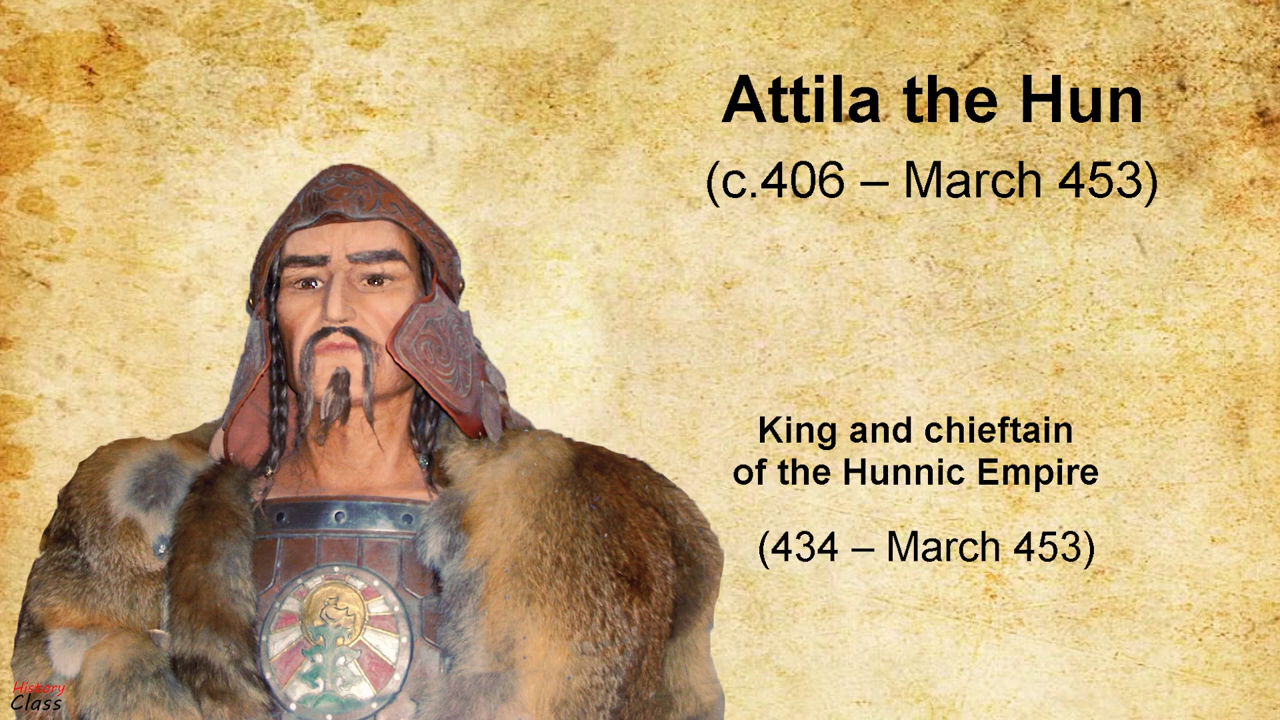 Attila the Hun
(c.406 – March 453)
King and chieftain
of the Hunnic Empire
(434 – March 453)
History
Class